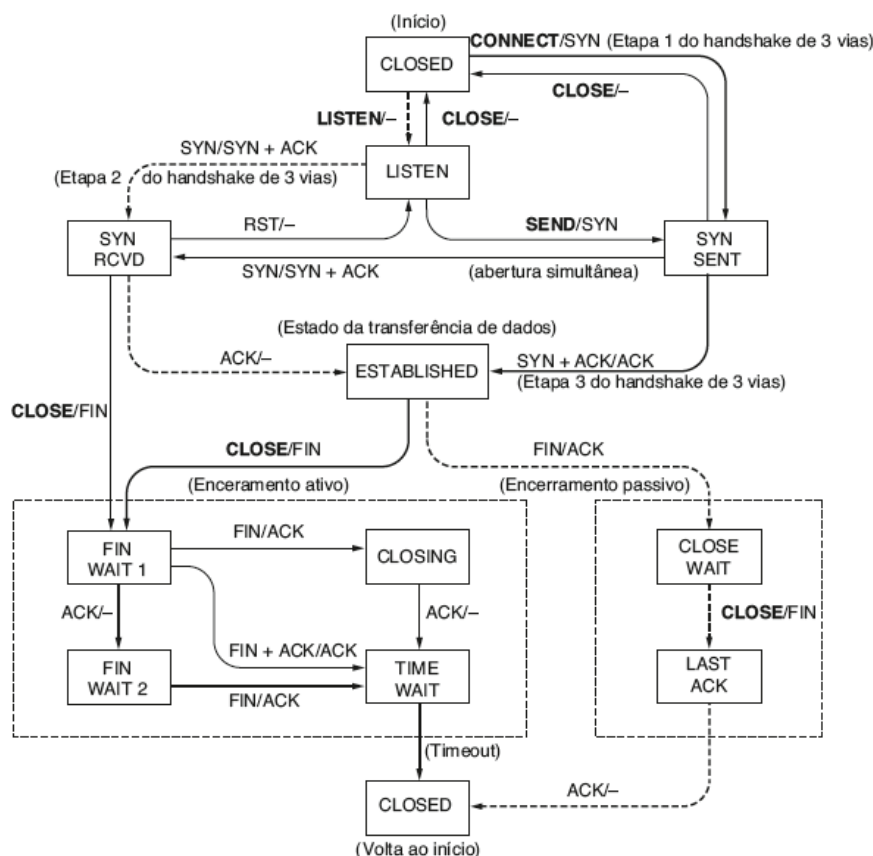 (Início)
CLOSED
CONNECT/SYN (Etapa 1 do handshake de 3 vias)
CLOSE/–
LISTEN/–
CLOSE/–
SYN/SYN + ACK
(Etapa 2 do handshake de 3 vias)
LISTEN
RST/–
SEND/SYN
SYN
RCVD
SYN
SENT
SYN/SYN + ACK
(abertura simultânea)
(Estado da transferência de dados)
ACK/–
ESTABLISHED
SYN + ACK/ACK
(Etapa 3 do handshake de 3 vias)
CLOSE/FIN
CLOSE/FIN
FIN/ACK
(Enceramento ativo)
(Encerramento passivo)
FIN
WAIT 1
FIN/ACK
CLOSING
CLOSE
WAIT
ACK/–
ACK/–
CLOSE/FIN
FIN + ACK/ACK
FIN
WAIT 2
FIN/ACK
TIME
WAIT
LAST
ACK
(Timeout)
CLOSED
ACK/–
(Volta ao início)